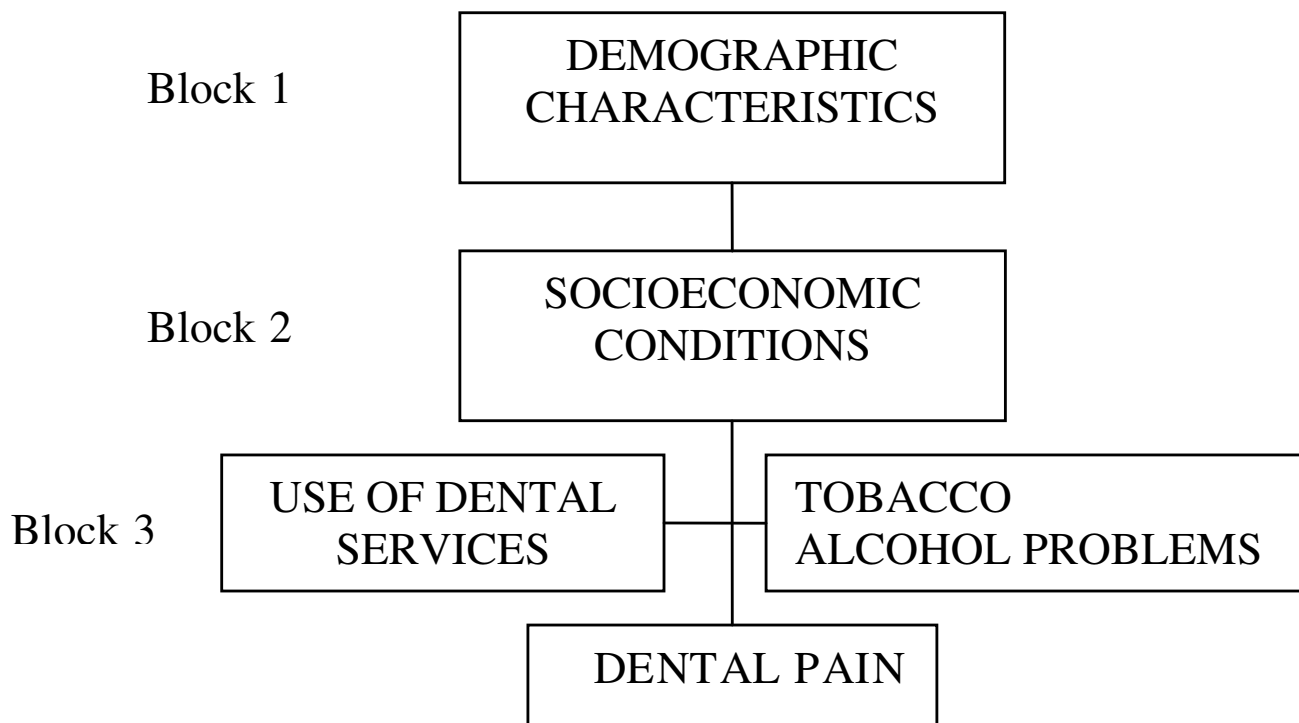 Block 1
DEMOGRAPHIC
CHARACTERISTICS
Block 2
SOCIOECONOMIC
CONDITIONS
Block 3
USE OF DENTAL
SERVICES
TOBACCO
ALCOHOL PROBLEMS
DENTAL PAIN